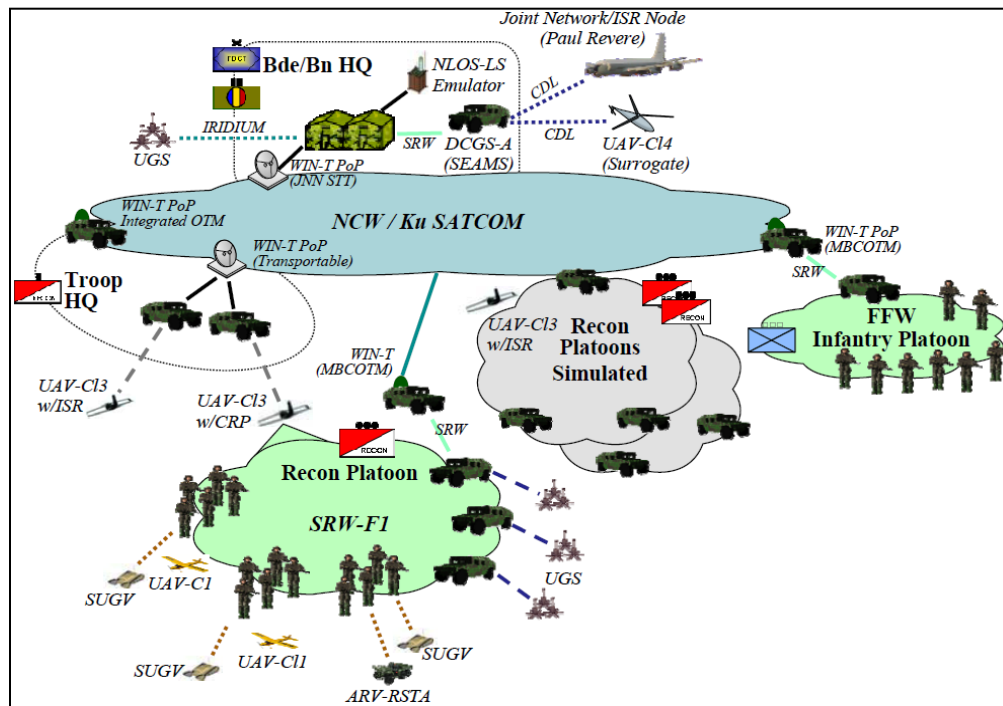 Joint Network/ISR Node
(Paul Revere)
TDCT
Bde/Bn HQ
NLOS-LS
Emulator
CDL
IRIDIUM
SRW
CDL
UGS
DCGS-A
(SEAMS)
UAV-Cl4
(Surrogate)
WIN-T PoP
(JNN STT)
WIN-T PoP
Integrated OTM
NCW / Ku SATCOM
WIN-T PoP
(MBCOTM)
WIN-T PoP
(Transportable)
SRW
Troop
HQ
RECON
RECON
UAV-Cl3
w/ISR
Recon
Platoons
Simulated
FFW
Infantry Platoon
WIN-T
(MBCOTM)
UAV-Cl3
w/ISR
UAV-Cl3
w/CRP
SRW
RECON
Recon Platoon
SRW-F1
UGS
UAV-C1
SUGV
SUGV
UAV-Cl1
SUGV
ARV-RSTA